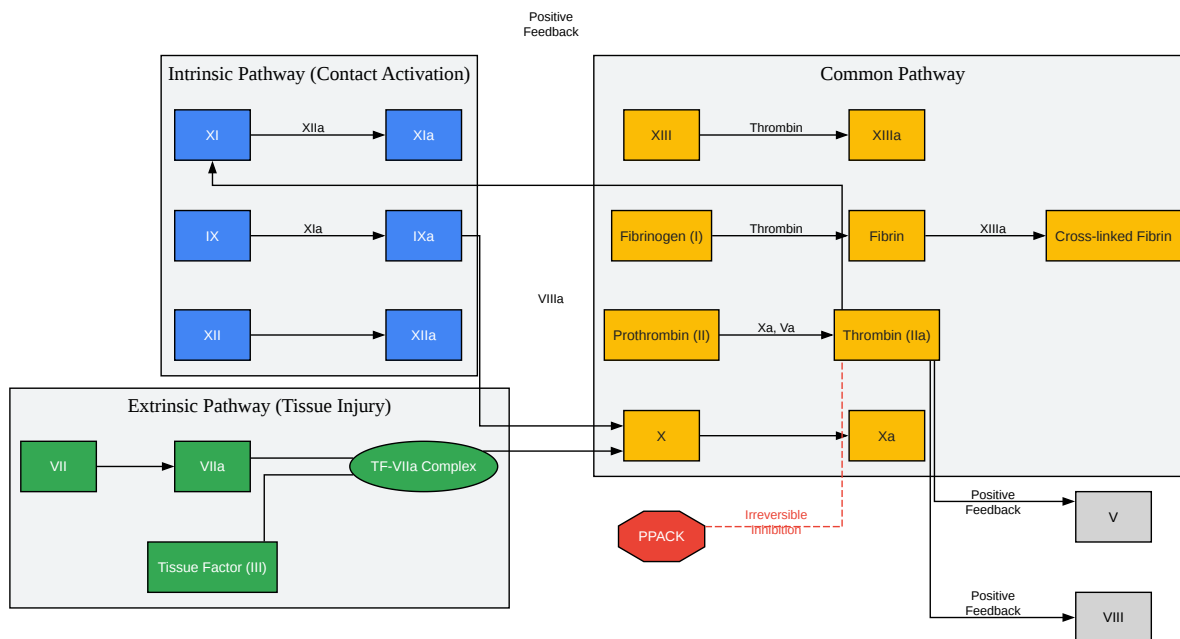 Positive
Feedback
Intrinsic Pathway (Contact Activation)
XI
XIIa
XIa
IX
XIa
IXa
XII
XIIa
VIIIa
Common Pathway
XIII
Thrombin
XIIIa
Fibrinogen (I)
Thrombin
Fibrin
XIIIa
Cross-linked Fibrin
Prothrombin (II)
Xa, Va
Thrombin (IIa)
X
Xa
Extrinsic Pathway (Tissue Injury)
VII
VIIa
TF-VIIa Complex
Tissue Factor (III)
PPACK
Irreversible
Inhibition
Positive
Feedback
V
Positive
Feedback
VIII